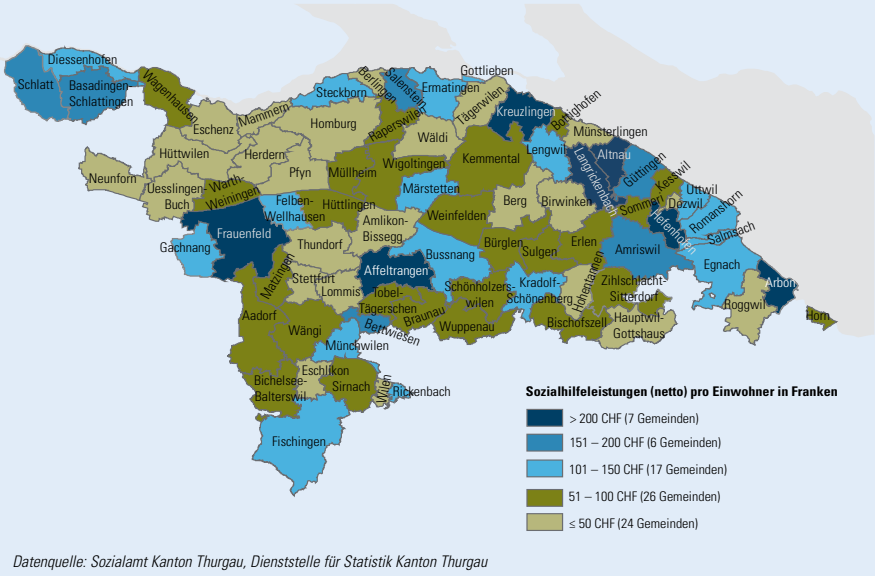 Diessenhofen
Schlatt
Basadingen-
Schlattingen
Wagenhausen
Eschenz
Mammern
Steckborn
Berlingen
Salenstein
Ermatingen
Gottlieben
Tägerwilen
Kreuzlingen
Bottighofen
Münsterlingen
Homburg
Raperswilen
Wäldi
Hüttwilen
Herdern
Pfyn
Müllheim
Wigoltingen
Kemmental
Lengwil
Langrickenbach
Altnau
Güttingen
Kesswil
Uttwil
Dozwil
Romanshorn
Sommeri
Hefenhofen
Salmsach
Neunforn
Uesslingen-
Buch
Warth-
Weiningen
Felben-
Wellhausen
Hüttlingen
Märstetten
Weinfelden
Berg
Birwinken
Amlikon-
Bissegg
Frauenfeld
Gachnang
Thundorf
Bussnang
Bürglen
Sulgen
Erlen
Amriswil
Egnach
Arbon
Roggwil
Horn
Matzingen
Stettfurt
Lommis
Affeltrangen
Tobel-
Tägerschen
Braunau
Schönholzers-
wilen
Wuppenau
Kradolf-
Schönenberg
Hohentannen
Zihlschlacht-
Sitterdorf
Bischofszell
Hauptwil-
Gottshaus
Aadorf
Wängi
Bettwiesen
Münchwilen
Eschlikon
Bichelsee-
Balterswil
Sirnach
Wilen
Rickenbach
Fischingen
Sozialhilfeleistungen (netto) pro Einwohner in Franken
> 200 CHF (7 Gemeinden)
151 – 200 CHF (6 Gemeinden)
101 – 150 CHF (17 Gemeinden)
51 – 100 CHF (26 Gemeinden)
≤ 50 CHF (24 Gemeinden)
Datenquelle: Sozialamt Kanton Thurgau, Dienststelle für Statistik Kanton Thurgau